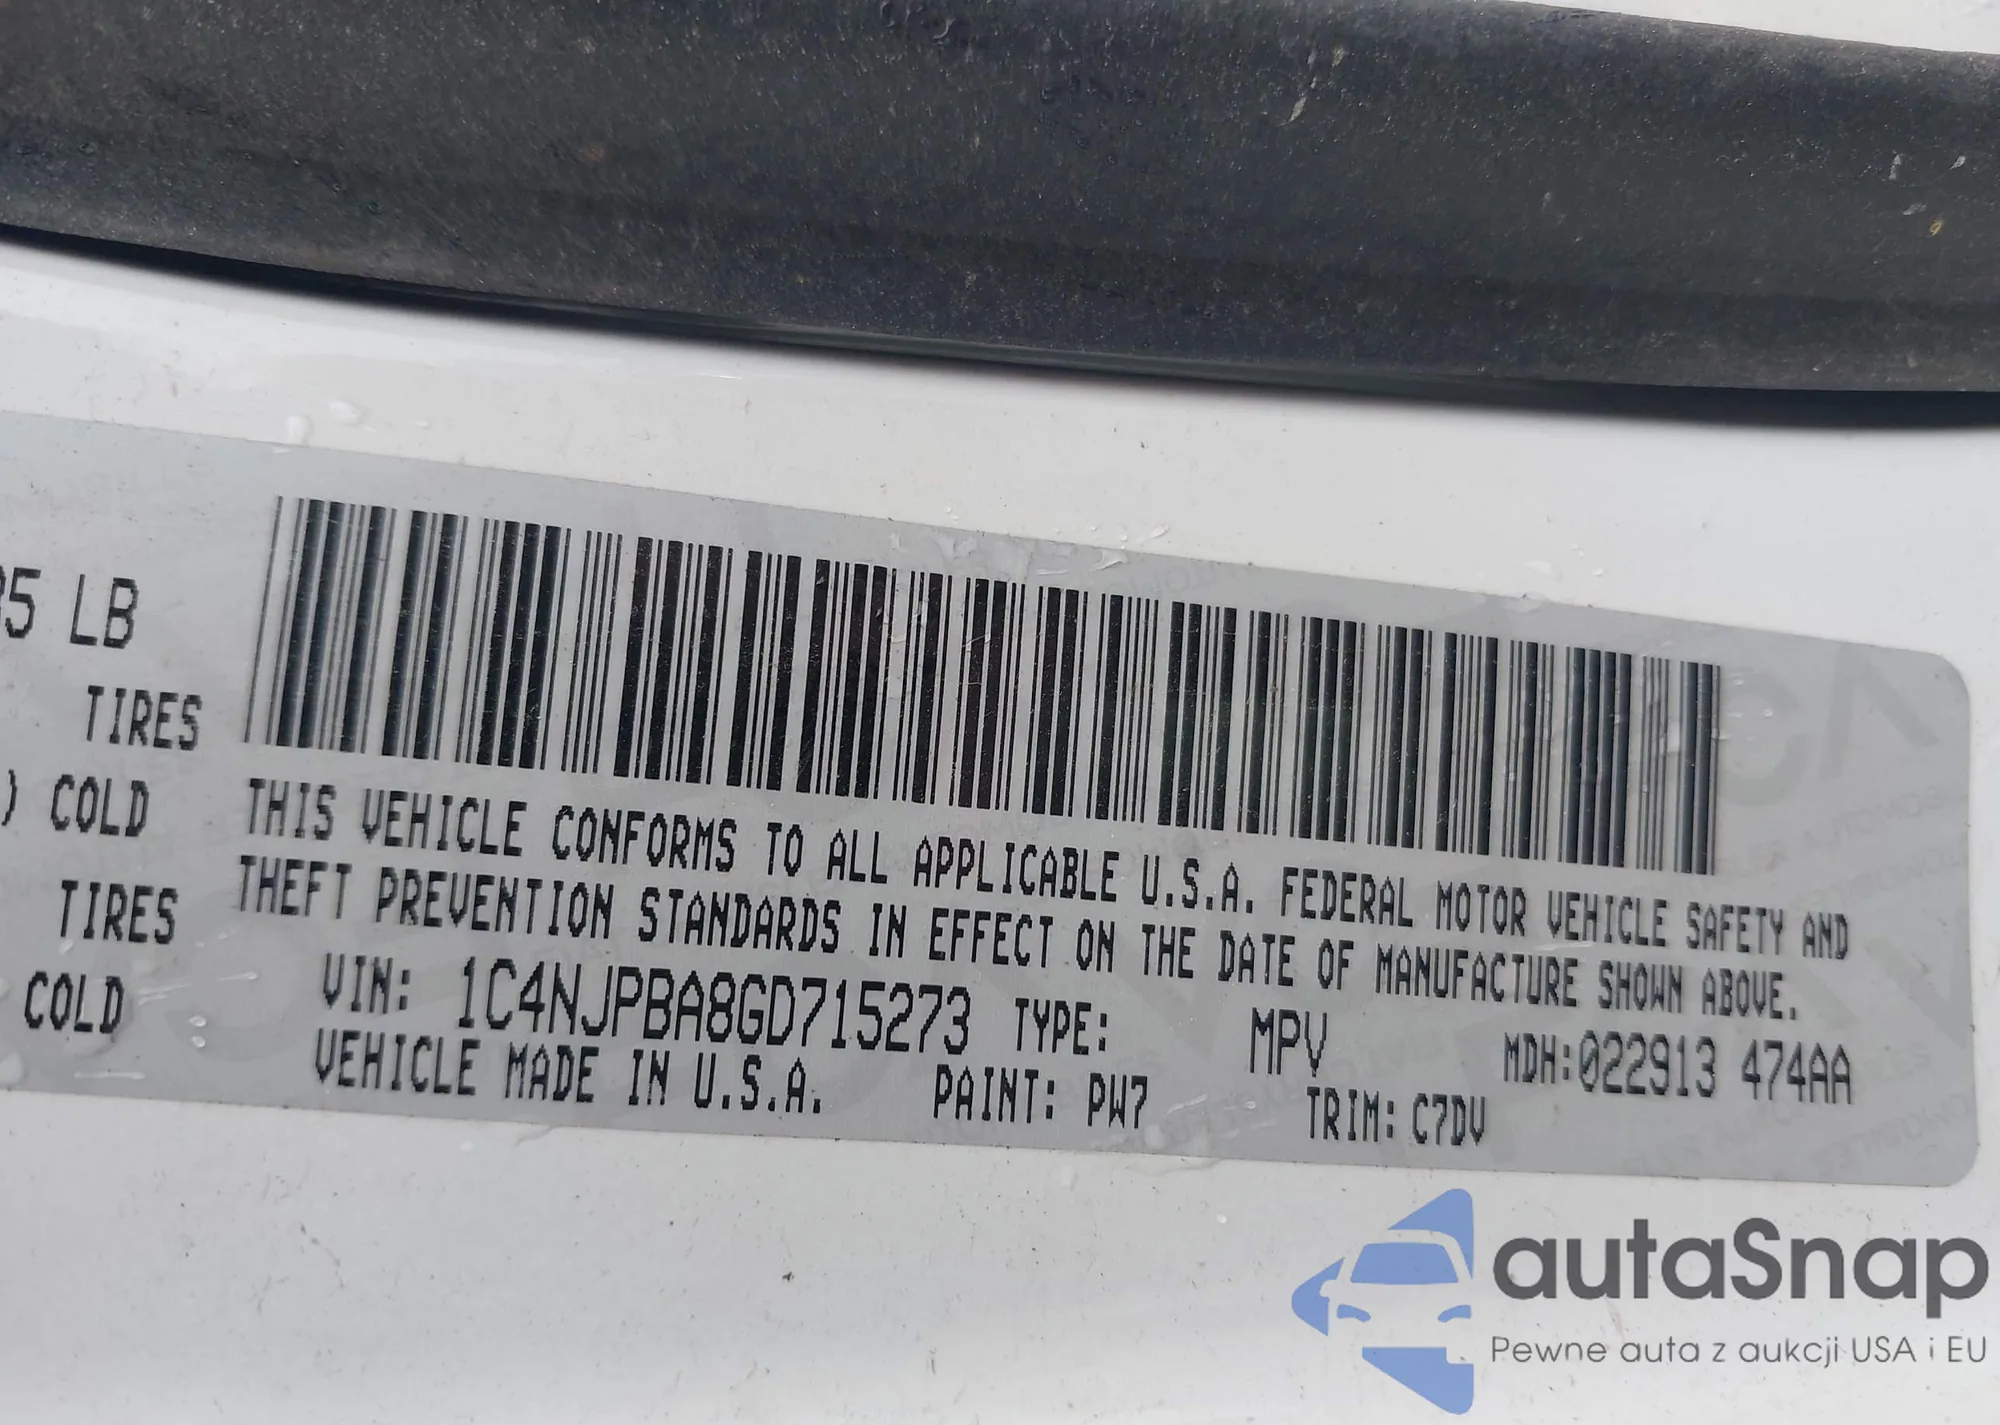 5 LB
TIRES
) COLD
TIRES
COLD
THIS VEHICLE CONFORMS TO ALL APPLICABLE U.S.A. FEDERAL MOTOR VEHICLE SAFETY AND
THEFT PREVENTION STANDARDS IN EFFECT ON THE DATE OF MANUFACTURE SHOWN ABOVE.
VIN: 1C4NJPBA8GD715273 TYPE: MPV MDH:022913 474AA
VEHICLE MADE IN U.S.A. PAINT: PW7 TRIM: C7DV
autaSnap
Pewne auta z aukcji USA i EU